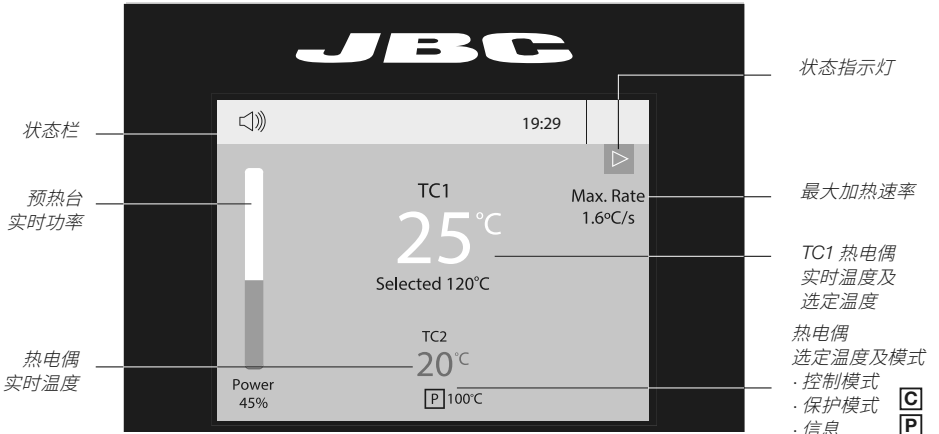 JBC
状态栏
预热台
实时功率
热电偶
实时温度
19:29
TC1
25°C
Selected 120°C
Max. Rate
1.6ºC/s
TC2
20°C
P 100°C
Power
45%
状态指示灯
最大加热速率
TC1 热电偶
实时温度及
选定温度
热电偶
选定温度及模式
· 控制模式
· 保护模式 C
· 信息 P